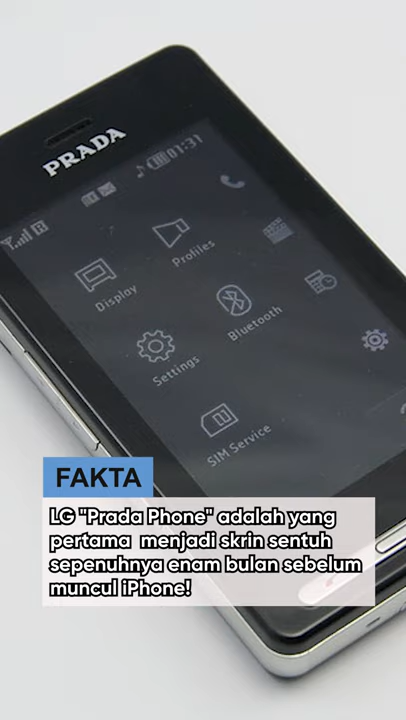 PRADA
01:31
Display
Profiles
Settings
Bluetooth
SIM Service
FAKTA
LG "Prada Phone" adalah yang
pertama menjadi skrin sentuh
sepenuhnya enam bulan sebelum
muncul iPhone!